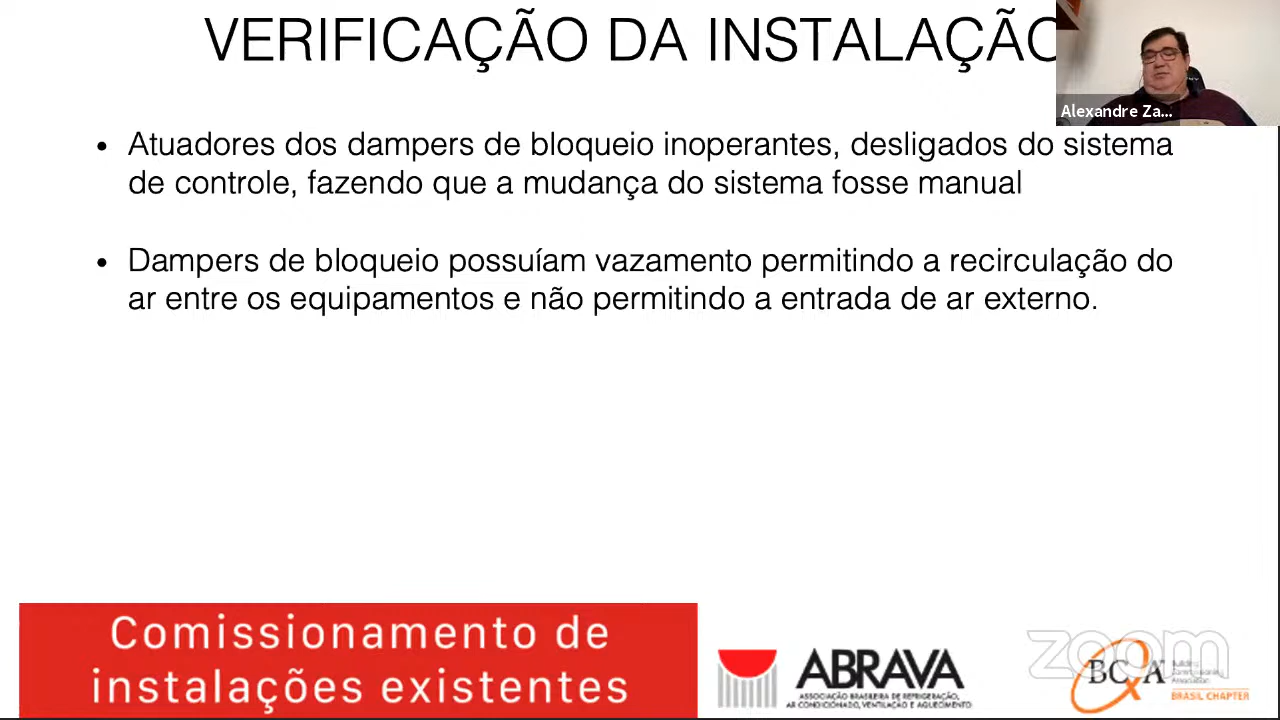 VERIFICAÇÃO DA INSTALAÇÃO
Alexandre Za...
• Atuadores dos dampers de bloqueio inoperantes, desligados do sistema
de controle, fazendo que a mudança do sistema fosse manual
• Dampers de bloqueio possuíam vazamento permitindo a recirculação do
ar entre os equipamentos e não permitindo a entrada de ar externo.
Comissionamento de
instalações existentes
ABRAVA
ASSOCIAÇÃO BRASILEIRA DE REFRIGERAÇÃO,
AR CONDICIONADO, VENTILAÇÃO E AQUECIMENTO
zoom
BCxA
Building
Commissioning
Association
BRASIL CHAPTER